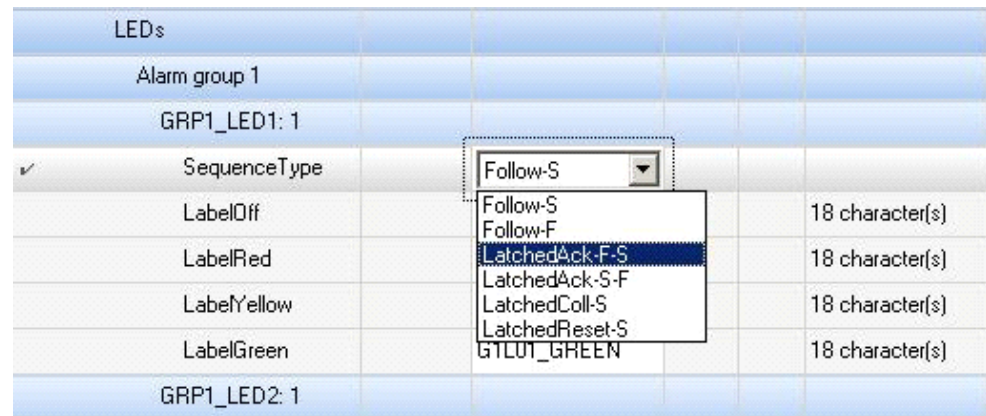 LEDs
Alarm group 1
GRP1_LED1: 1
SequenceType Follow-S
LabelOff Follow-S 18 character(s)
Follow-F
LabelRed LatchedAck-F-S 18 character(s)
LatchedAck-S-F
LabelYellow LatchedColl-S 18 character(s)
LatchedReset-S
LabelGreen G1L01_GREEN 18 character(s)
GRP1_LED2: 1